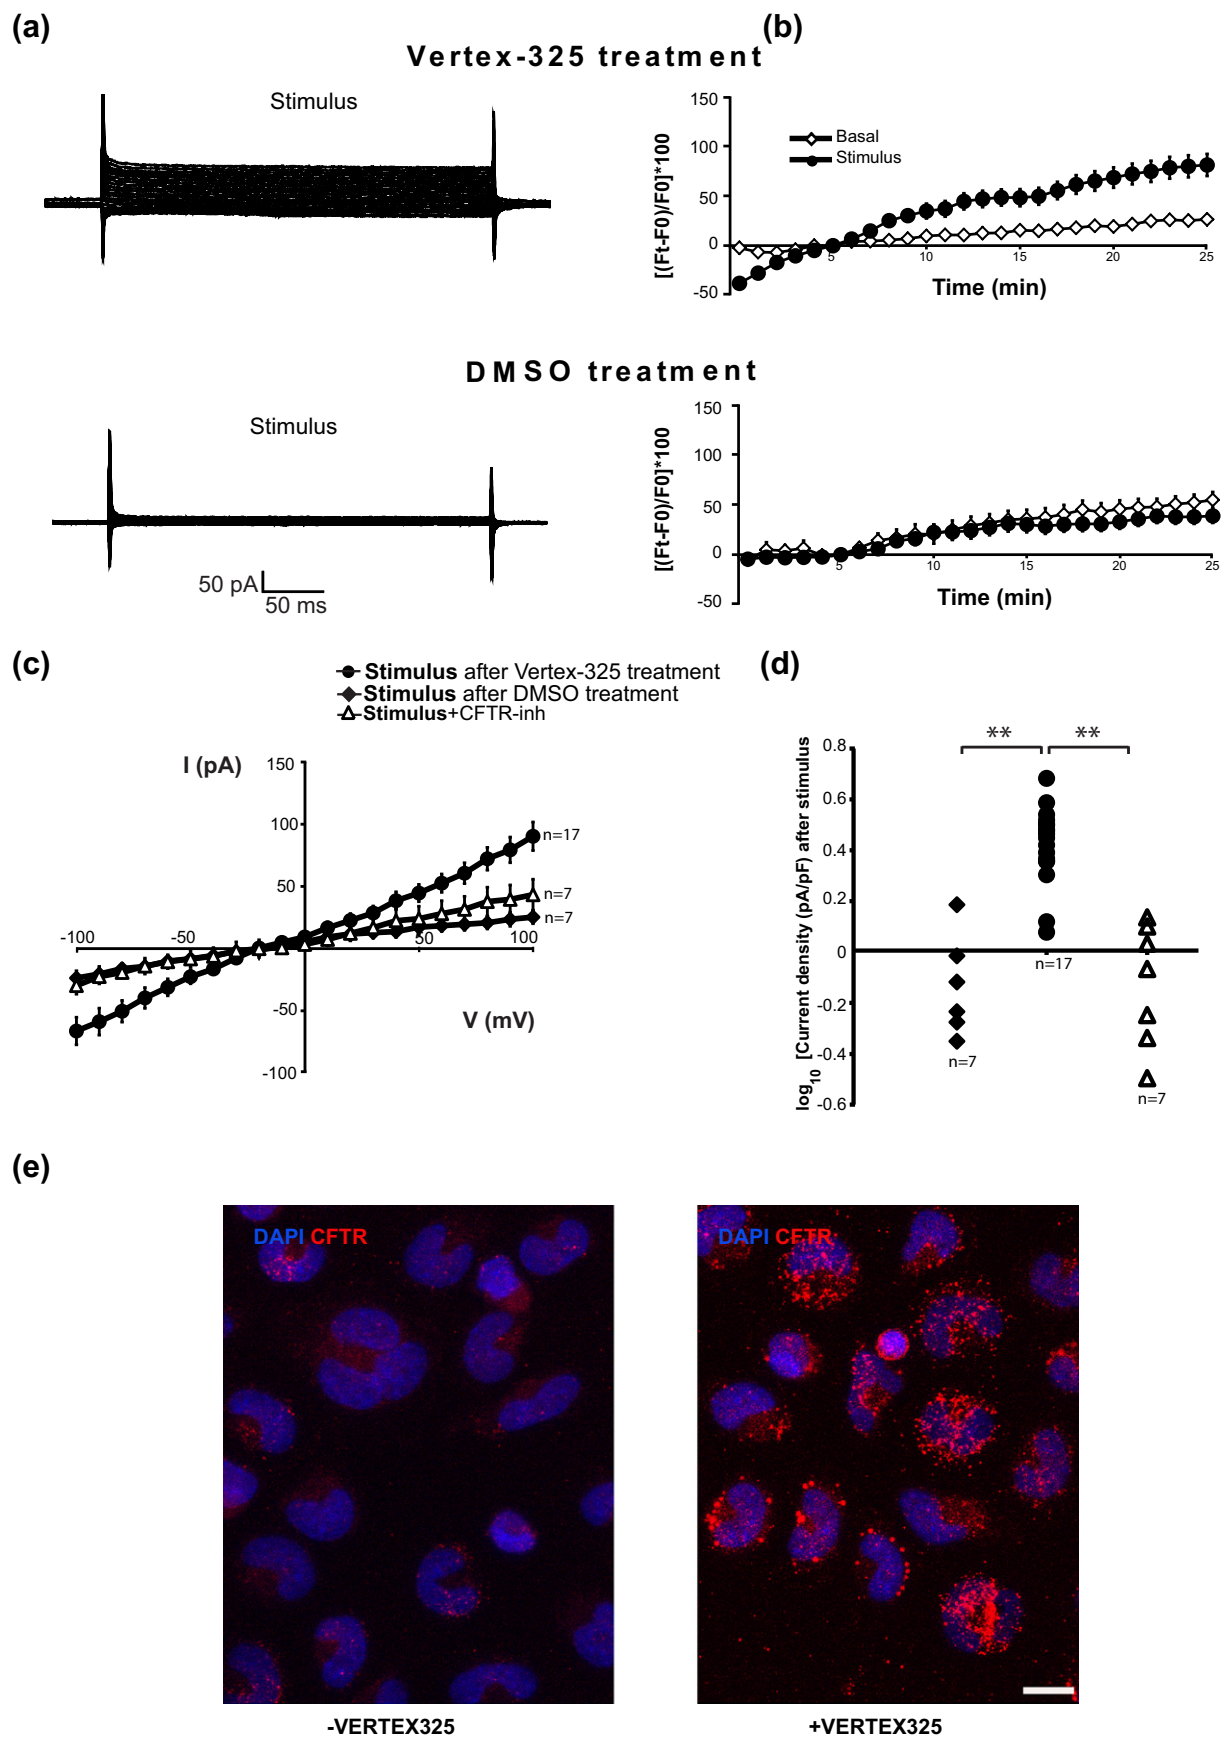 (a)
(b)
Vertex-325 treatment
Stimulus
150
100
50
0
-50
[(Ft-F0)/F0]*100
Basal
Stimulus
5
10
15
20
25
Time (min)
DMSO treatment
Stimulus
50 pA
50 ms
150
100
50
0
-50
[(Ft-F0)/F0]*100
5
10
15
20
25
Time (min)
(c)
Stimulus after Vertex-325 treatment
Stimulus after DMSO treatment
Stimulus+CFTR-inh
I (pA)
150
100
50
-50
-100
-100
-50
50
100
V (mV)
n=17
n=7
n=7
(d)
** **
log10 [Current density (pA/pF) after stimulus
0.8
0.6
0.4
0.2
0
-0.2
-0.4
-0.6
n=7
n=17
n=7
(e)
DAPI CFTR
DAPI CFTR
-VERTEX325
+VERTEX325